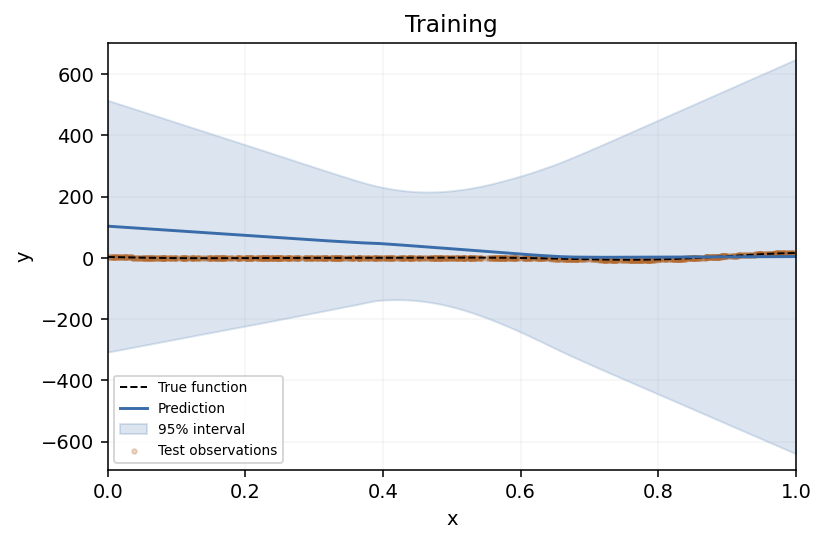 Training
600
400
200
0
−200
−400
−600
y
True function
Prediction
95% interval
Test observations
0.0 0.2 0.4 0.6 0.8 1.0
x